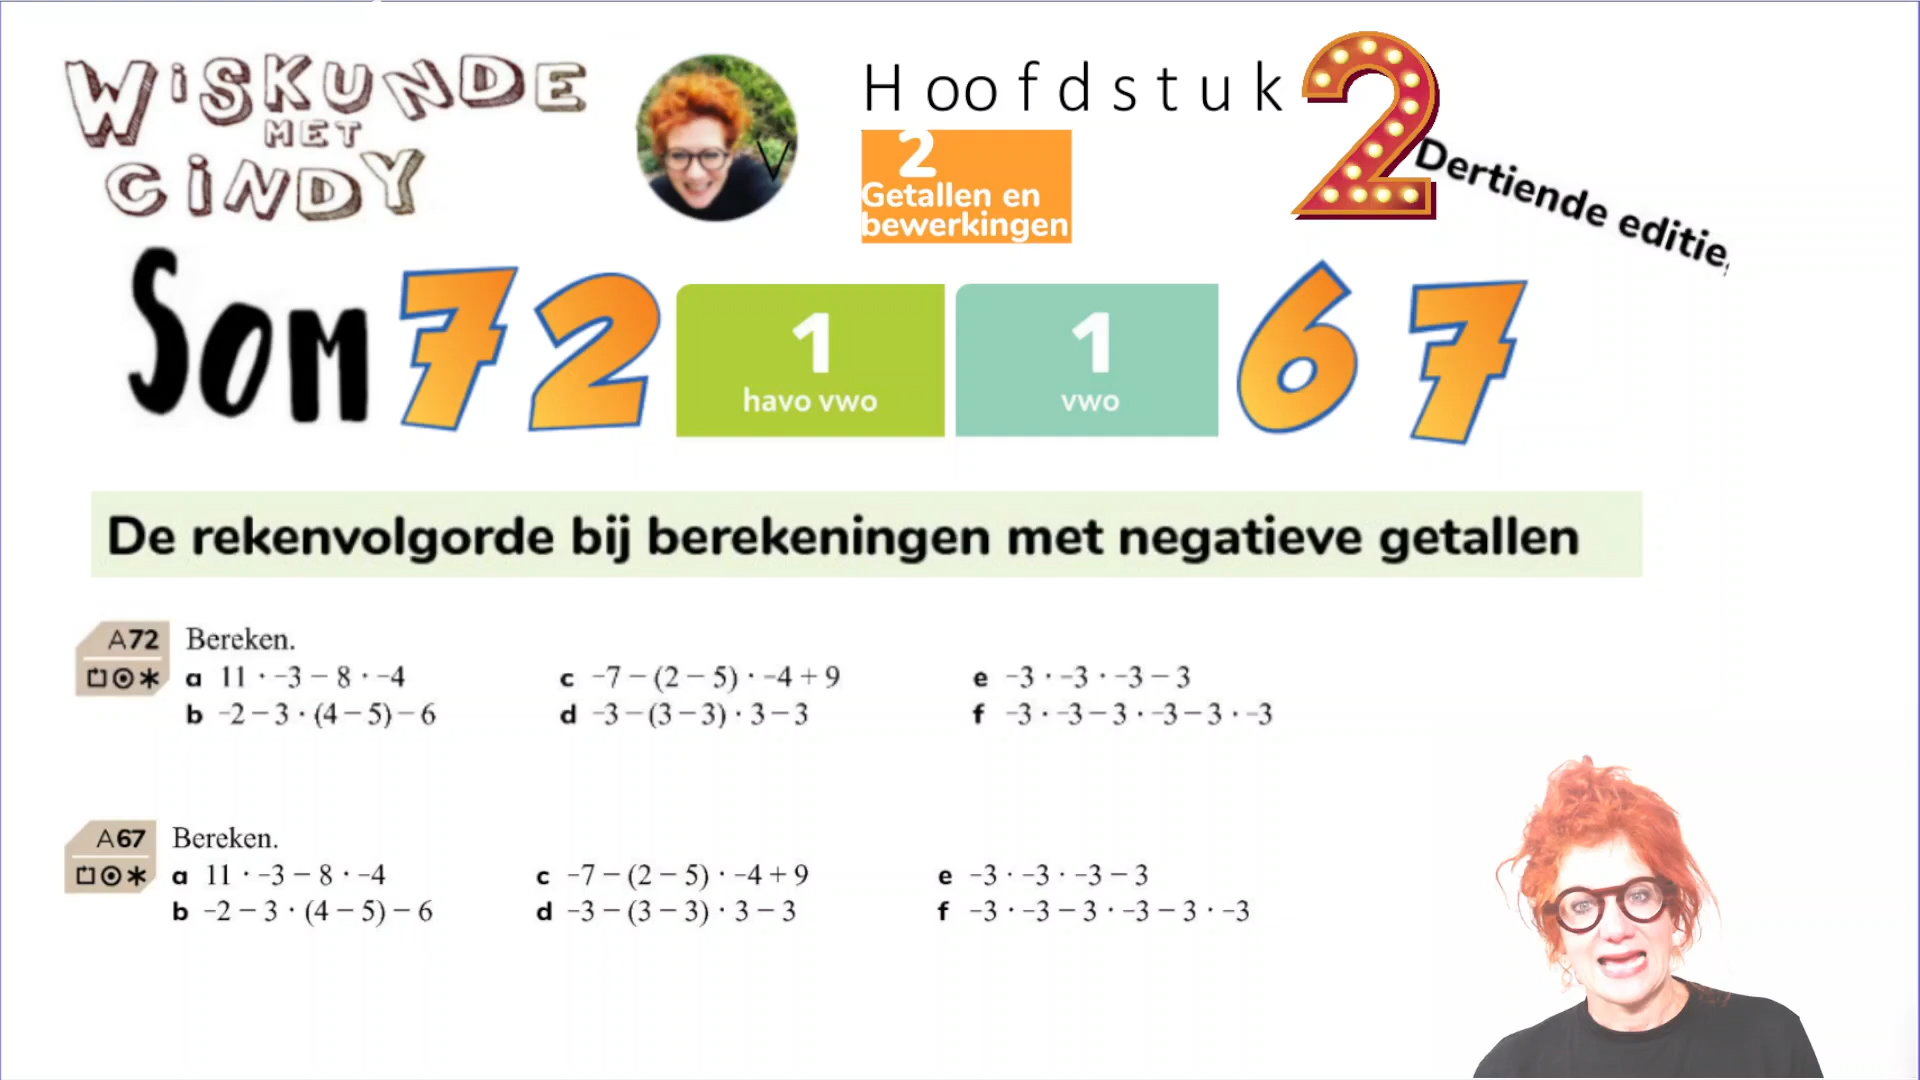 WiSKUNDE
MET
CiNDY
V
Hoofdstuk 2
2
Getallen en
bewerkingen
Dertiende editie,
Som 72
1
havo vwo
1
vwo
67
De rekenvolgorde bij berekeningen met negatieve getallen
A72 Bereken.
a 11 · -3 − 8 · -4
b -2 − 3 · (4 − 5) − 6
c -7 − (2 − 5) · -4 + 9
d -3 − (3 − 3) · 3 − 3
e -3 · -3 · -3 − 3
f -3 · -3 − 3 · -3 − 3 · -3
A67 Bereken.
a 11 · -3 − 8 · -4
b -2 − 3 · (4 − 5) − 6
c -7 − (2 − 5) · -4 + 9
d -3 − (3 − 3) · 3 − 3
e -3 · -3 · -3 − 3
f -3 · -3 − 3 · -3 − 3 · -3